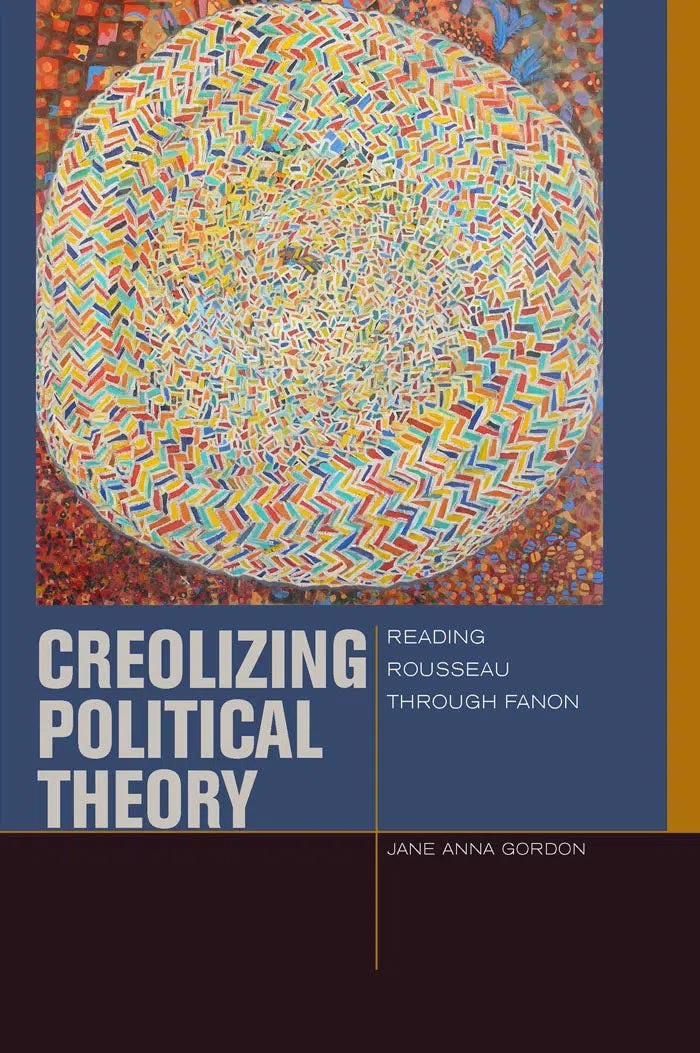 CREOLIZING
POLITICAL
THEORY
READING
ROUSSEAU
THROUGH FANON
JANE ANNA GORDON